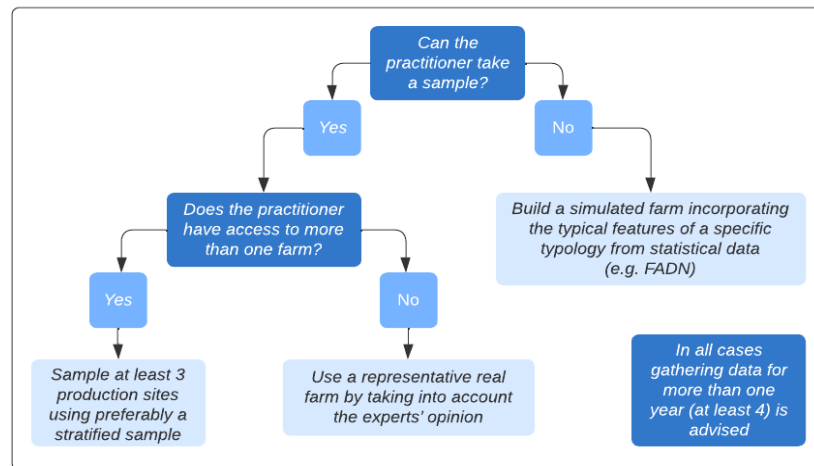 Can the
practitioner take
a sample?
Yes
No
Does the practitioner
have access to more
than one farm?
Build a simulated farm incorporating
the typical features of a specific
typology from statistical data
(e.g. FADN)
Yes
No
Sample at least 3
production sites
using preferably a
stratified sample
Use a representative real
farm by taking into account
the experts' opinion
In all cases
gathering data for
more than one
year (at least 4) is
advised